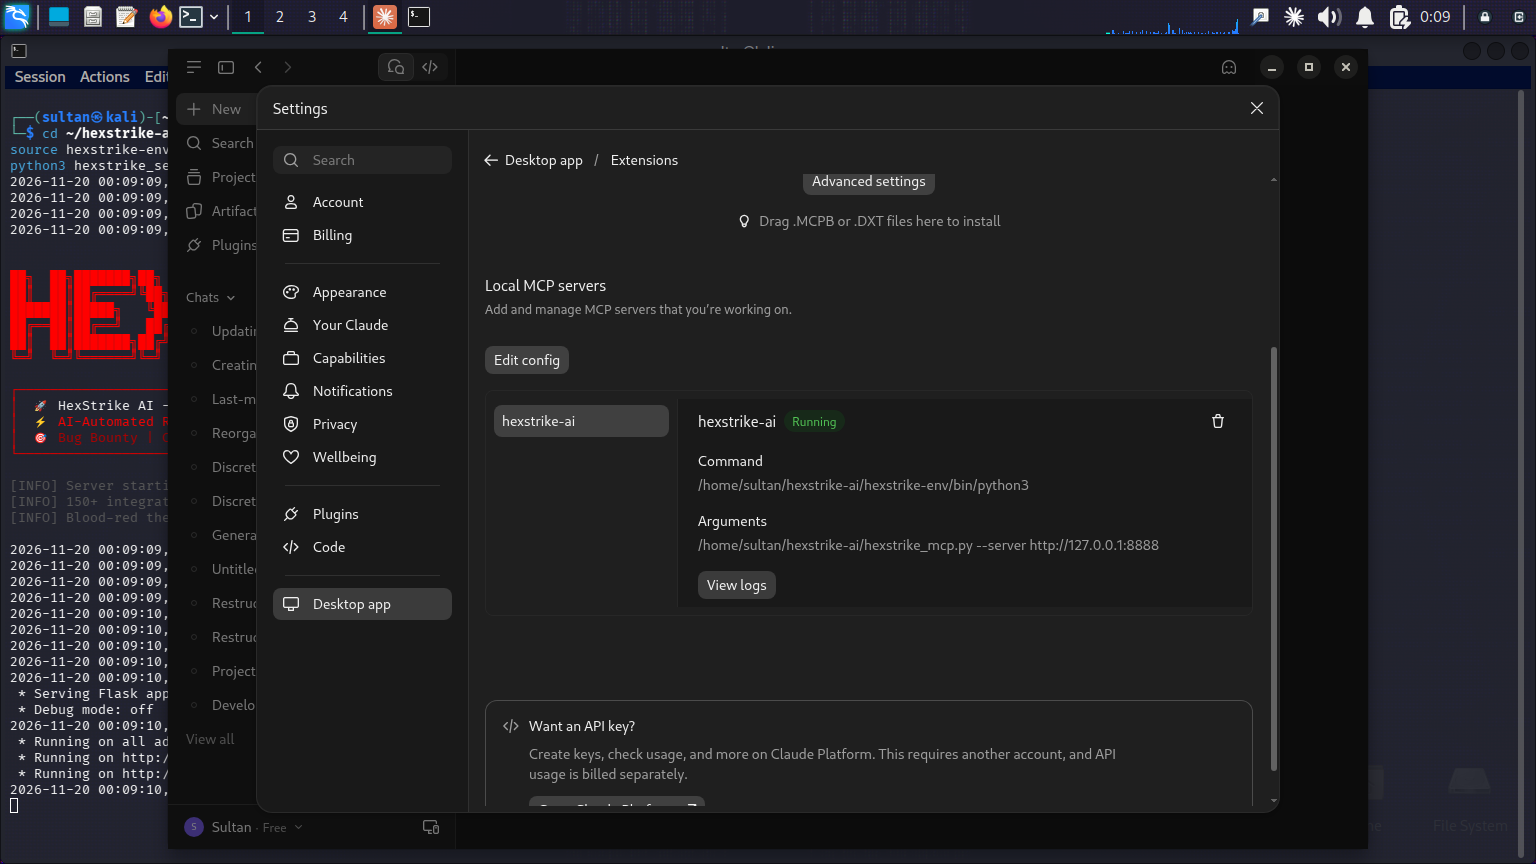 1 2 3 4
0:09
Session Actions Edi
(sultan㉿kali)-[~
$ cd ~/hexstrike-a
source hexstrike-env
python3 hexstrike_se
2026-11-20 00:09:09,
2026-11-20 00:09:09,
2026-11-20 00:09:09,
2026-11-20 00:09:09,
HEX
🚀 HexStrike AI -
⚡ AI-Automated R
🎯 Bug Bounty |
[INFO] Server starti
[INFO] 150+ integrat
[INFO] Blood-red the
2026-11-20 00:09:09,
2026-11-20 00:09:09,
2026-11-20 00:09:09,
2026-11-20 00:09:09,
2026-11-20 00:09:10,
2026-11-20 00:09:10,
2026-11-20 00:09:10,
2026-11-20 00:09:10,
2026-11-20 00:09:10,
* Serving Flask app
* Debug mode: off
2026-11-20 00:09:10,
* Running on all ad
* Running on http:/
* Running on http:/
2026-11-20 00:09:10,
New
Search
Project
Artifact
Plugins
Chats
Updatin
Creatin
Last-m
Reorga
Discret
Discret
Genera
Untitle
Restruc
Restruc
Project
Develo
View all
S Sultan · Free
Settings
Search
Account
Billing
Appearance
Your Claude
Capabilities
Notifications
Privacy
Wellbeing
Plugins
Code
Desktop app
Desktop app / Extensions
Advanced settings
Drag .MCPB or .DXT files here to install
Local MCP servers
Add and manage MCP servers that you're working on.
Edit config
hexstrike-ai
hexstrike-ai Running
Command
/home/sultan/hexstrike-ai/hexstrike-env/bin/python3
Arguments
/home/sultan/hexstrike-ai/hexstrike_mcp.py --server http://127.0.0.1:8888
View logs
Want an API key?
Create keys, check usage, and more on Claude Platform. This requires another account, and API
usage is billed separately.
File System